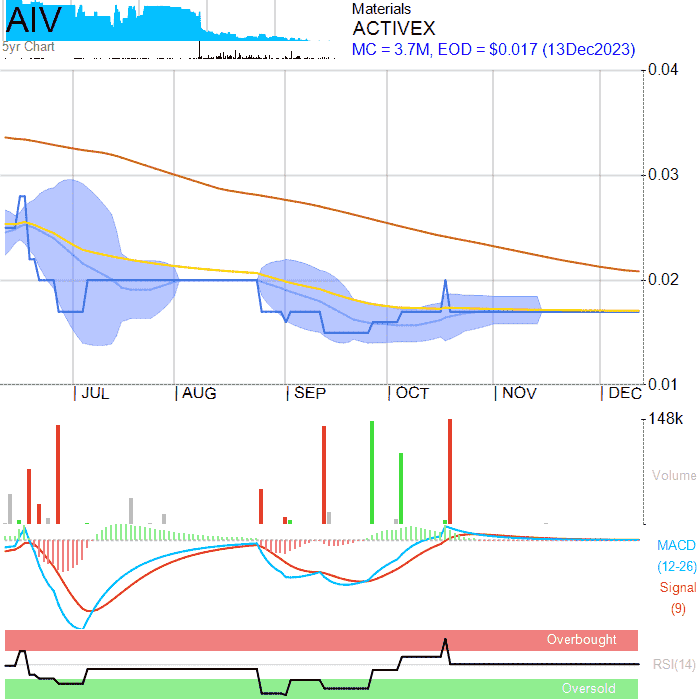 AIV
5yr Chart
Materials
ACTIVEX
MC = 3.7M, EOD = $0.017 (13Dec2023)
0.04
0.03
0.02
0.01
JUL AUG SEP OCT NOV DEC
148k
Volume
MACD
(12-26)
Signal
(9)
Overbought
RSI(14)
Oversold